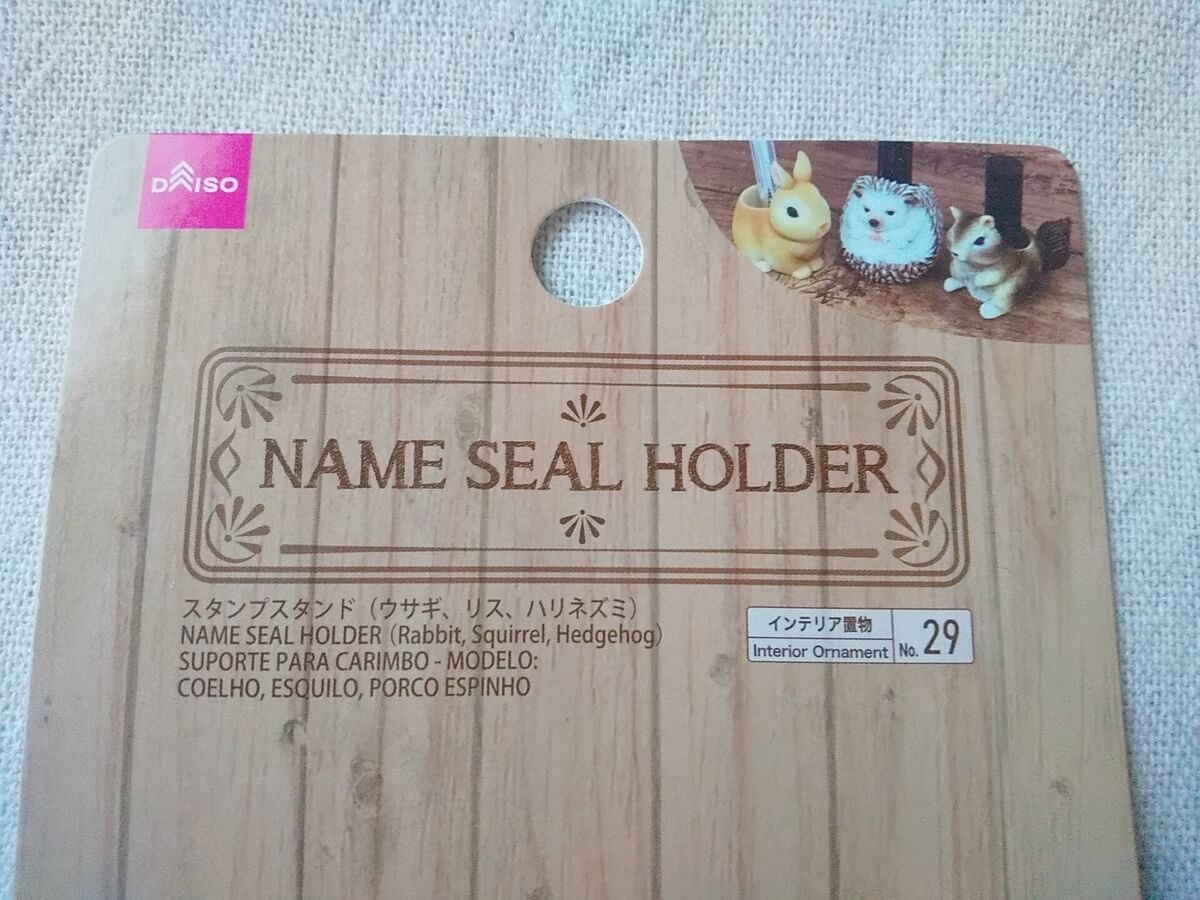 DAISO
NAME SEAL HOLDER
スタンプスタンド（ウサギ、リス、ハリネズミ）
NAME SEAL HOLDER（Rabbit, Squirrel, Hedgehog）
SUPORTE PARA CARIMBO - MODELO:
COELHO, ESQUILO, PORCO ESPINHO
インテリア置物
Interior Ornament
No. 29